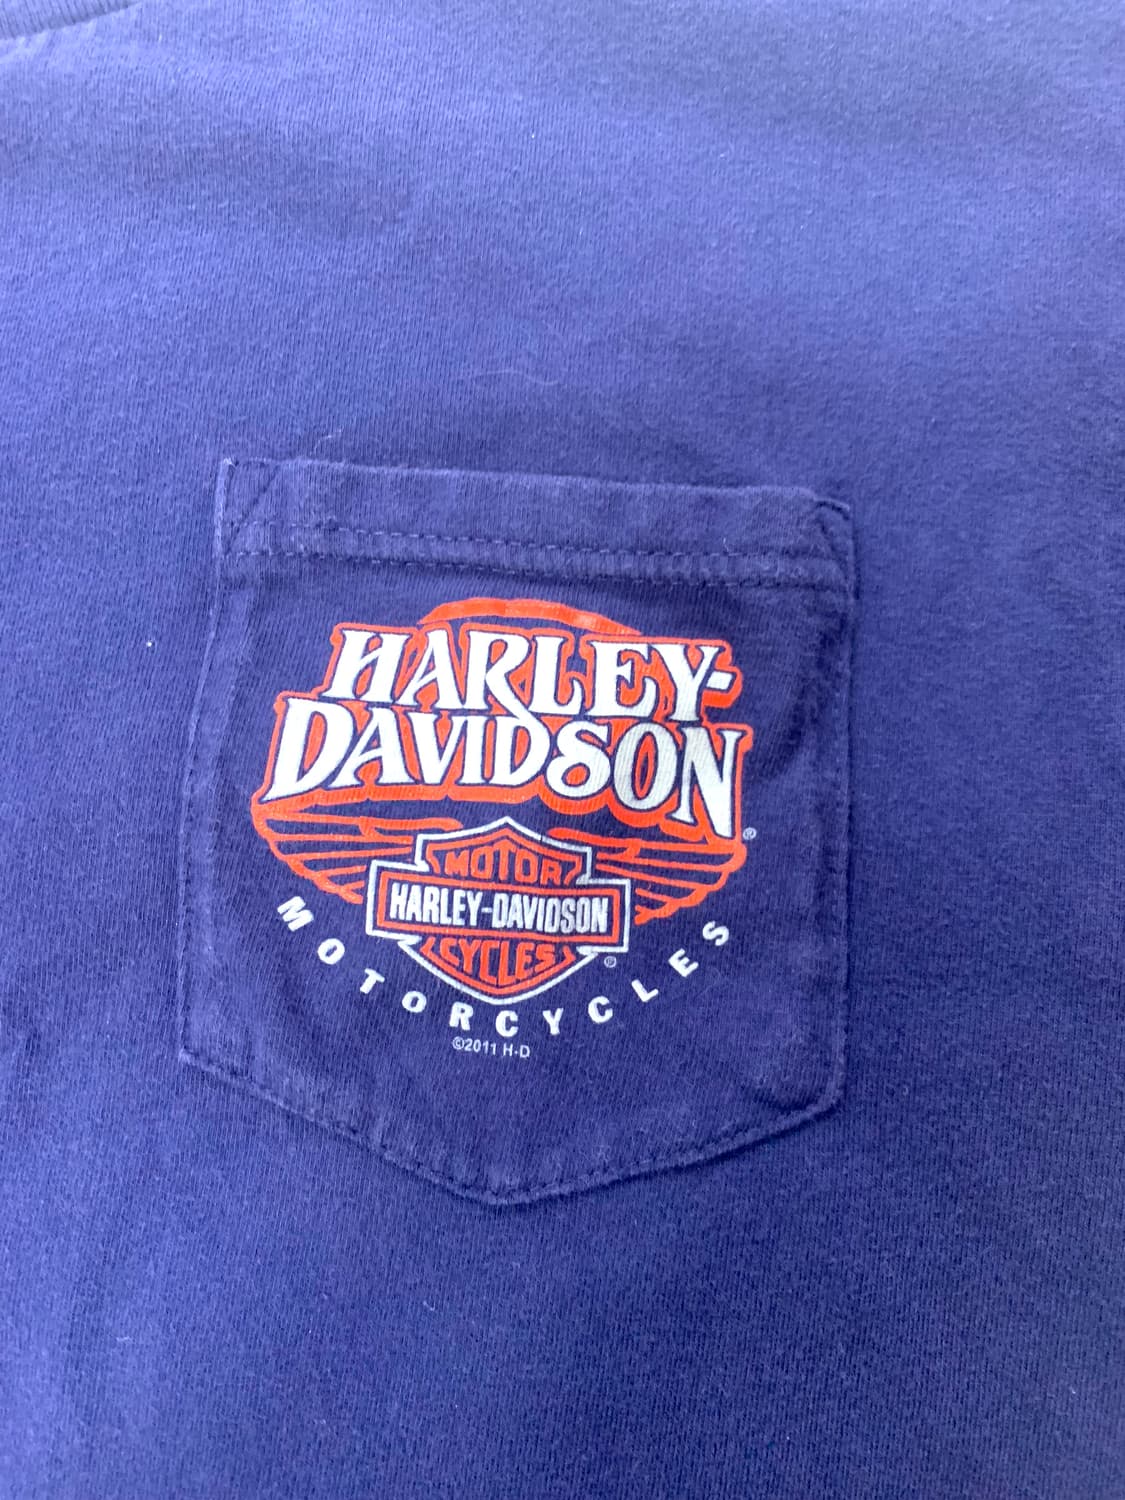 HARLEY-
DAVIDSON®
MOTOR
HARLEY-DAVIDSON
CYCLES
®
MOTORCYCLES
©2011 H-D